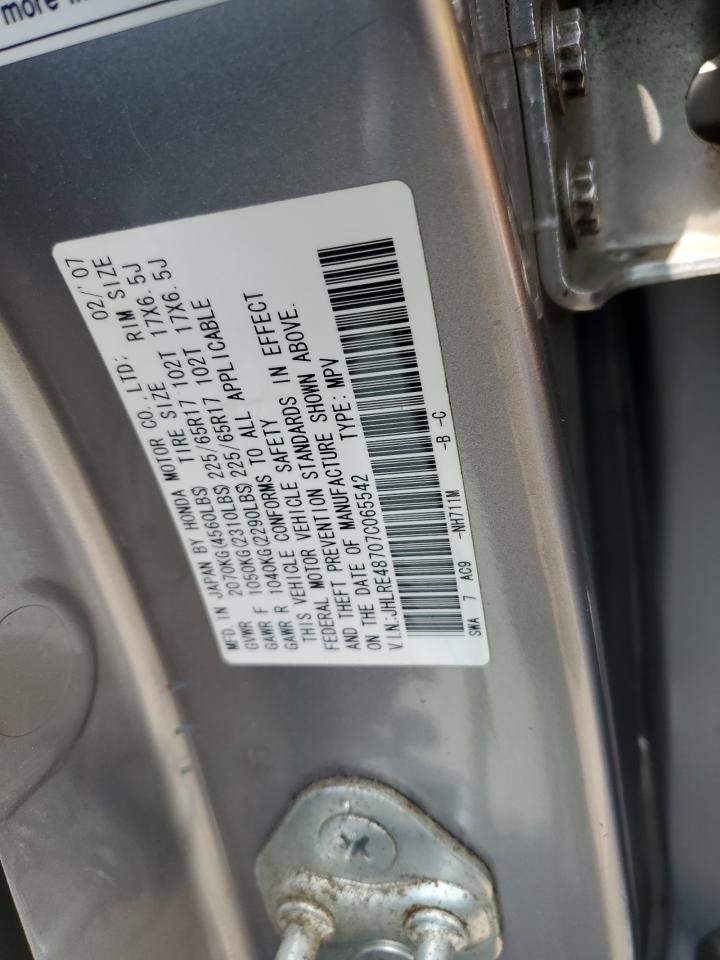 more
MFD. IN JAPAN BY HONDA MOTOR CO., LTD: 02/'07
GVWR 2070KG(4560LBS) TIRE SIZE RIM SIZE
GAWR F 1050KG(2310LBS) 225/65R17 102T 17X6.5J
GAWR R 1040KG(2290LBS) 225/65R17 102T 17X6.5J
THIS VEHICLE CONFORMS TO ALL APPLICABLE
FEDERAL MOTOR VEHICLE SAFETY
AND THEFT PREVENTION STANDARDS IN EFFECT
ON THE DATE OF MANUFACTURE SHOWN ABOVE.
V.I.N.:JHLRE48707C065542 TYPE: MPV
SWA 7 AC9 -NH711M -B -C